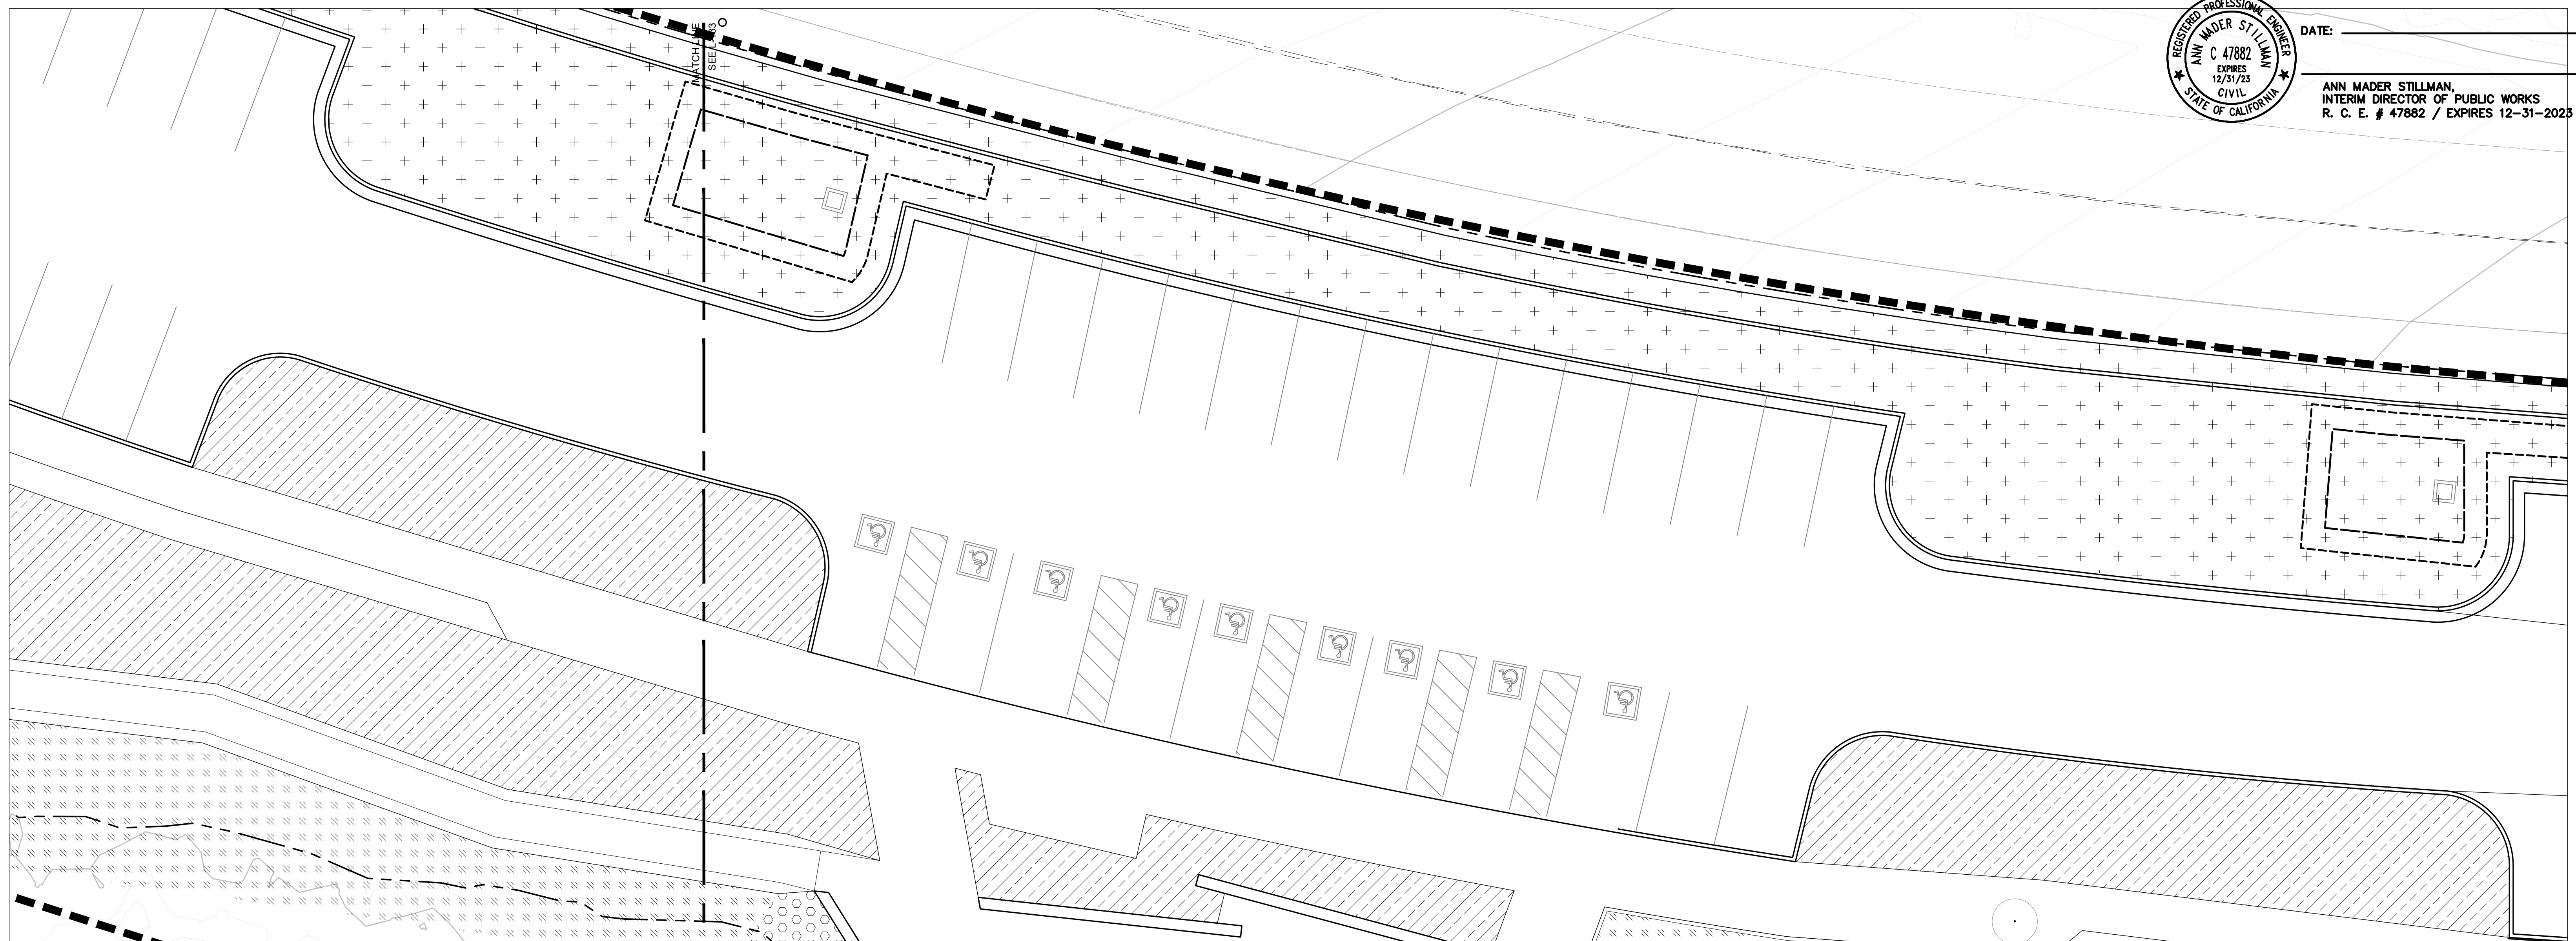 MATCH LINE
REGISTERED PROFESSIONAL ENGINEER
ANN MADER STILLMAN
C 47882
EXPIRES
12/31/23
CIVIL
STATE OF CALIFORNIA
DATE:
ANN MADER STILLMAN,
INTERIM DIRECTOR OF PUBLIC WORKS
R. C. E. # 47882 / EXPIRES 12-31-2023